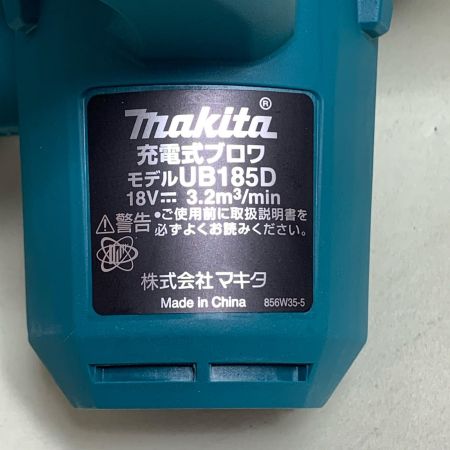 makita®
充電式ブロワ
モデルUB185D
18V⎓ 3.2m³/min
⚠警告 •ご使用前に取扱説明書を
必ずよくお読みください。
株式会社マキタ
Made in China 856W35-5